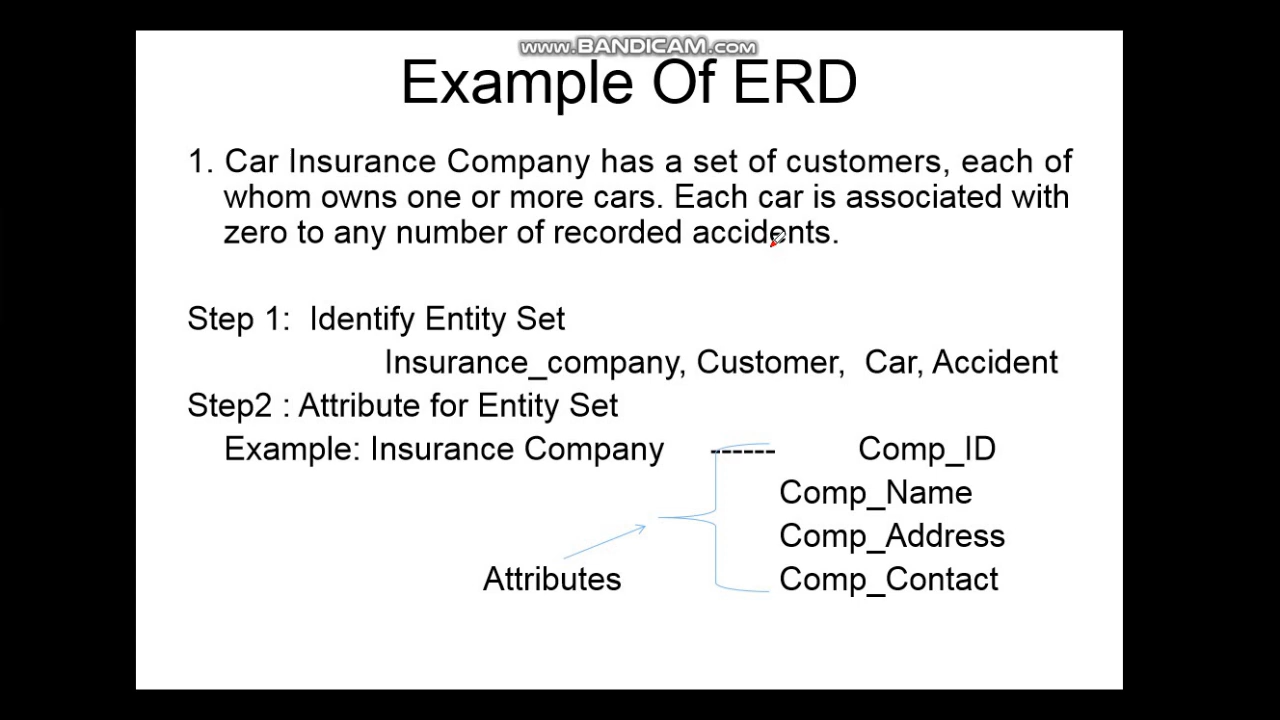 www.BANDICAM.com
Example Of ERD
1. Car Insurance Company has a set of customers, each of
whom owns one or more cars. Each car is associated with
zero to any number of recorded accidents.
Step 1: Identify Entity Set
Insurance_company, Customer, Car, Accident
Step2 : Attribute for Entity Set
Example: Insurance Company ------ Comp_ID
Comp_Name
Comp_Address
Attributes Comp_Contact